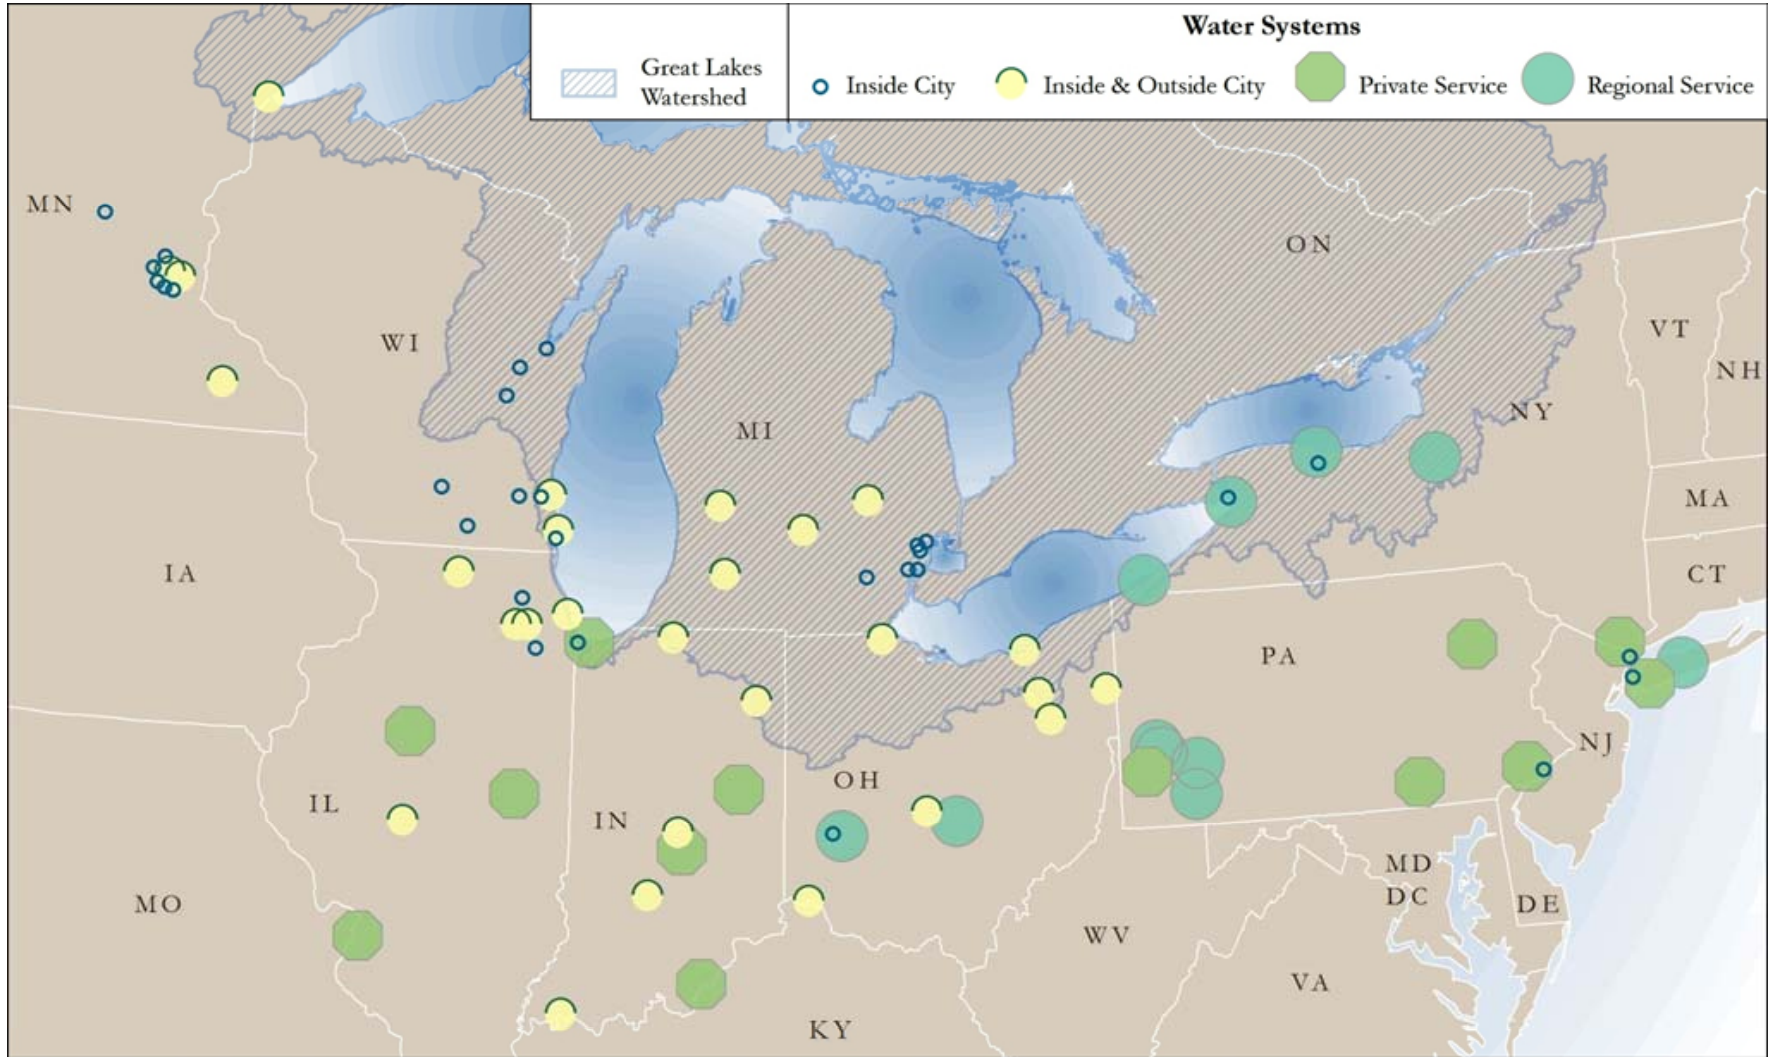 Water Systems
Great Lakes
Watershed
Inside City
Inside & Outside City
Private Service
Regional Service
MN
ON
WI
VT
NH
MI
NY
MA
IA
CT
PA
NJ
OH
IL
IN
MD
DC
MO
DE
WV
VA
KY